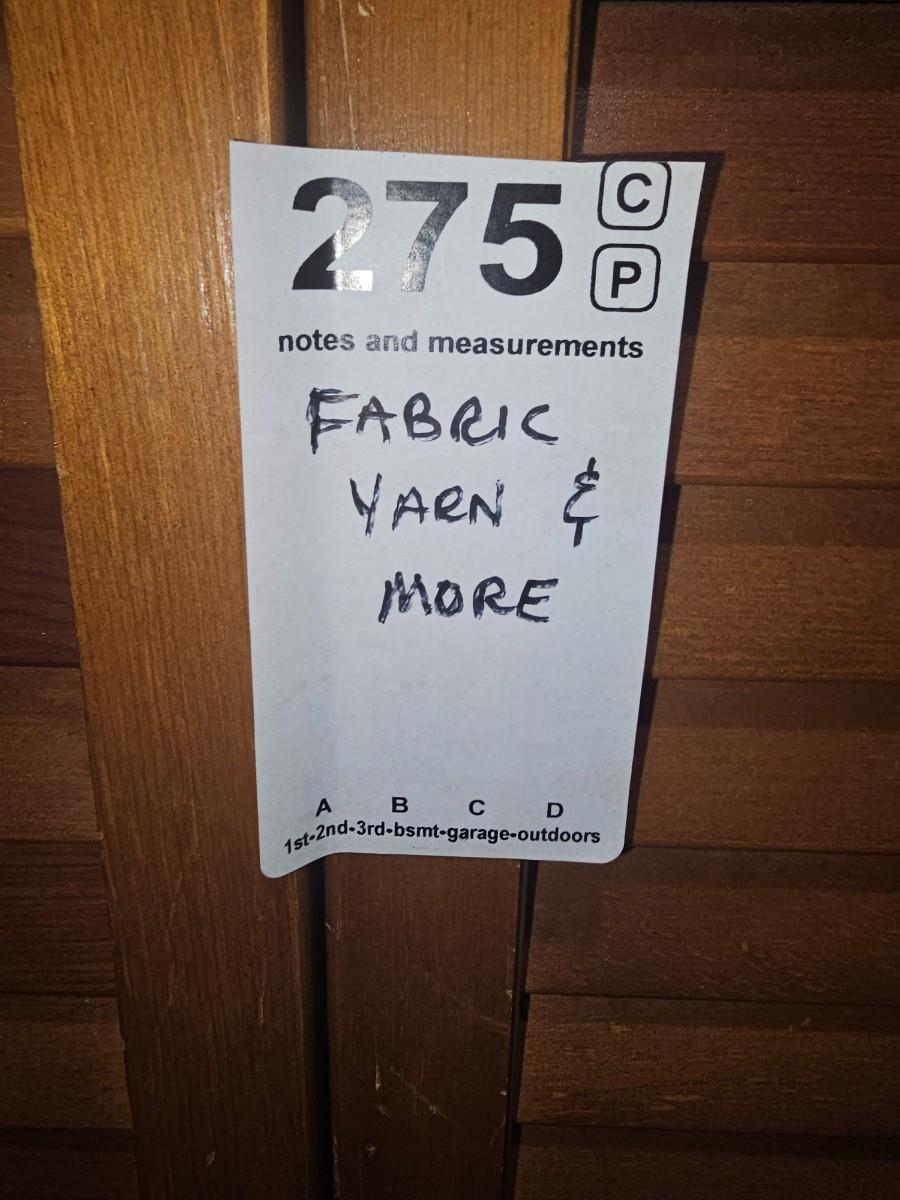 275 C
P
notes and measurements
FABRIC
YARN &
MORE
A B C D
1st-2nd-3rd-bsmt-garage-outdoors